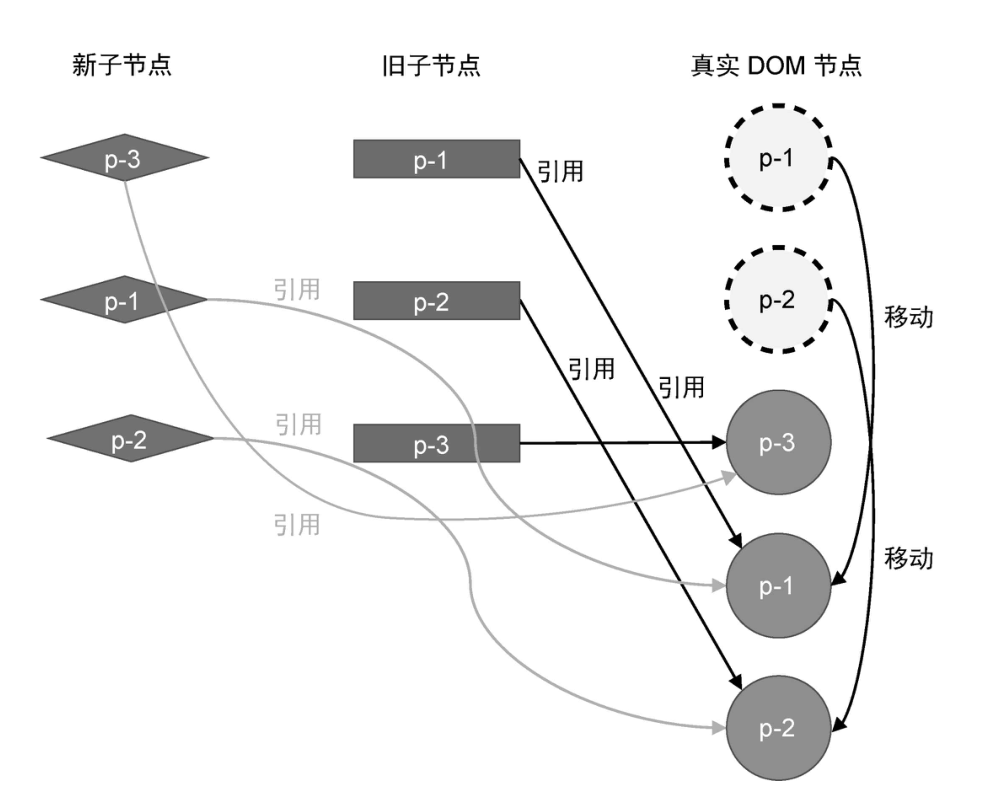 新子节点 旧子节点 真实 DOM 节点
p-3 p-1 引用 p-1
p-1 引用 p-2 p-2 移动
引用 引用
p-2 引用 p-3 p-3
引用
p-1 移动
p-2